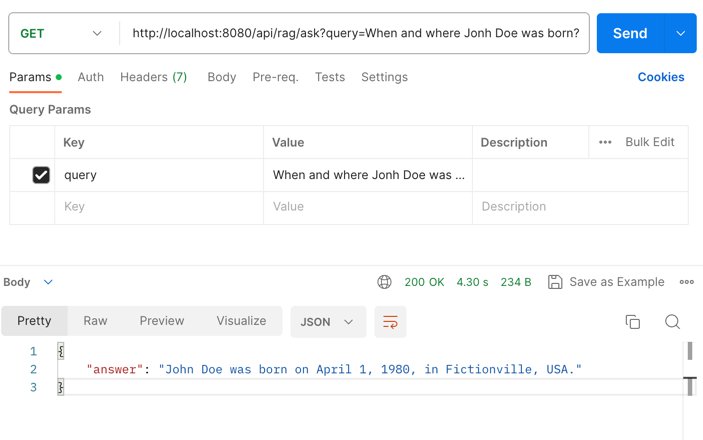 GET http://localhost:8080/api/rag/ask?query=When and where Jonh Doe was born? Send
Params Auth Headers (7) Body Pre-req. Tests Settings Cookies
Query Params
Key Value Description ••• Bulk Edit
query When and where Jonh Doe was ...
Key Value Description
Body 200 OK 4.30 s 234 B Save as Example •••
Pretty Raw Preview Visualize JSON
1 {
2 "answer": "John Doe was born on April 1, 1980, in Fictionville, USA."
3 }